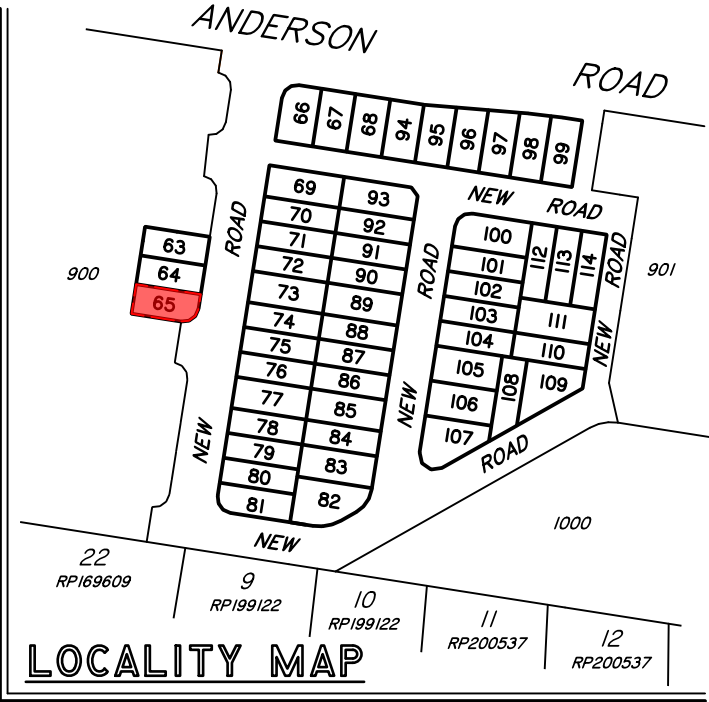 ANDERSON ROAD
66 67 68 94 95 96 97 98 99
NEW ROAD
69 93
70 92
71 91
72 90
73 89
74 88
75 87
76 86
77 85
78 84
79 83
80 82
81
63
64
65
900
NEW ROAD
NEW ROAD
100 112 113 114
101
102
103 111
104 110
105 108 109
106
107
NEW ROAD
901
NEW ROAD
1000
22
RP169609
9
RP199122
10
RP199122
11
RP200537
12
RP200537
LOCALITY MAP